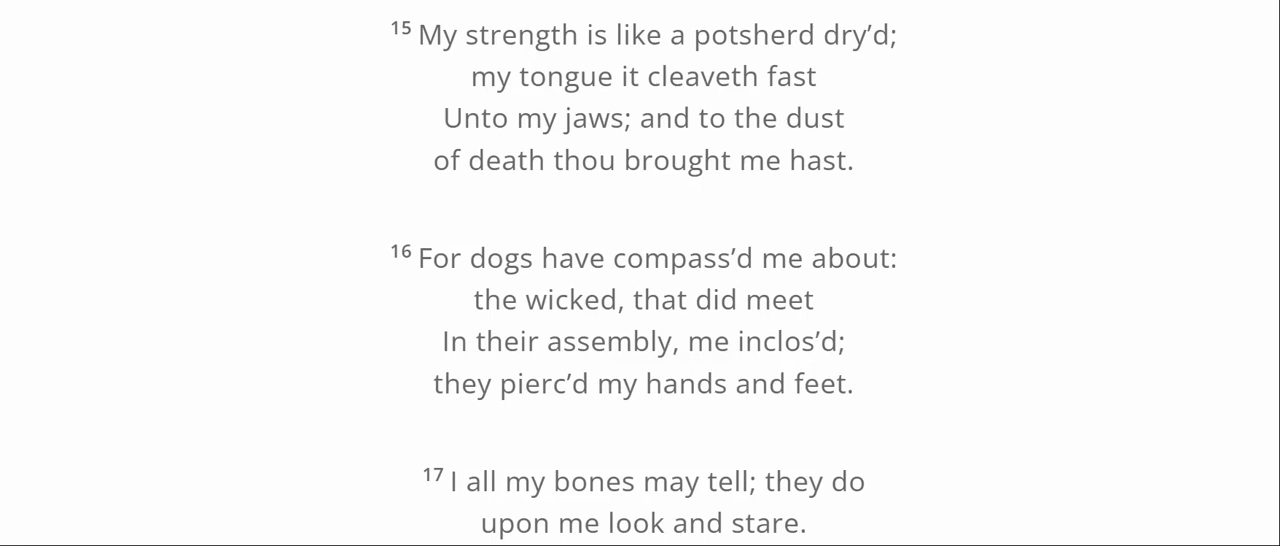 15 My strength is like a potsherd dry’d;
my tongue it cleaveth fast
Unto my jaws; and to the dust
of death thou brought me hast.
16 For dogs have compass’d me about:
the wicked, that did meet
In their assembly, me inclos’d;
they pierc’d my hands and feet.
17 I all my bones may tell; they do
upon me look and stare.